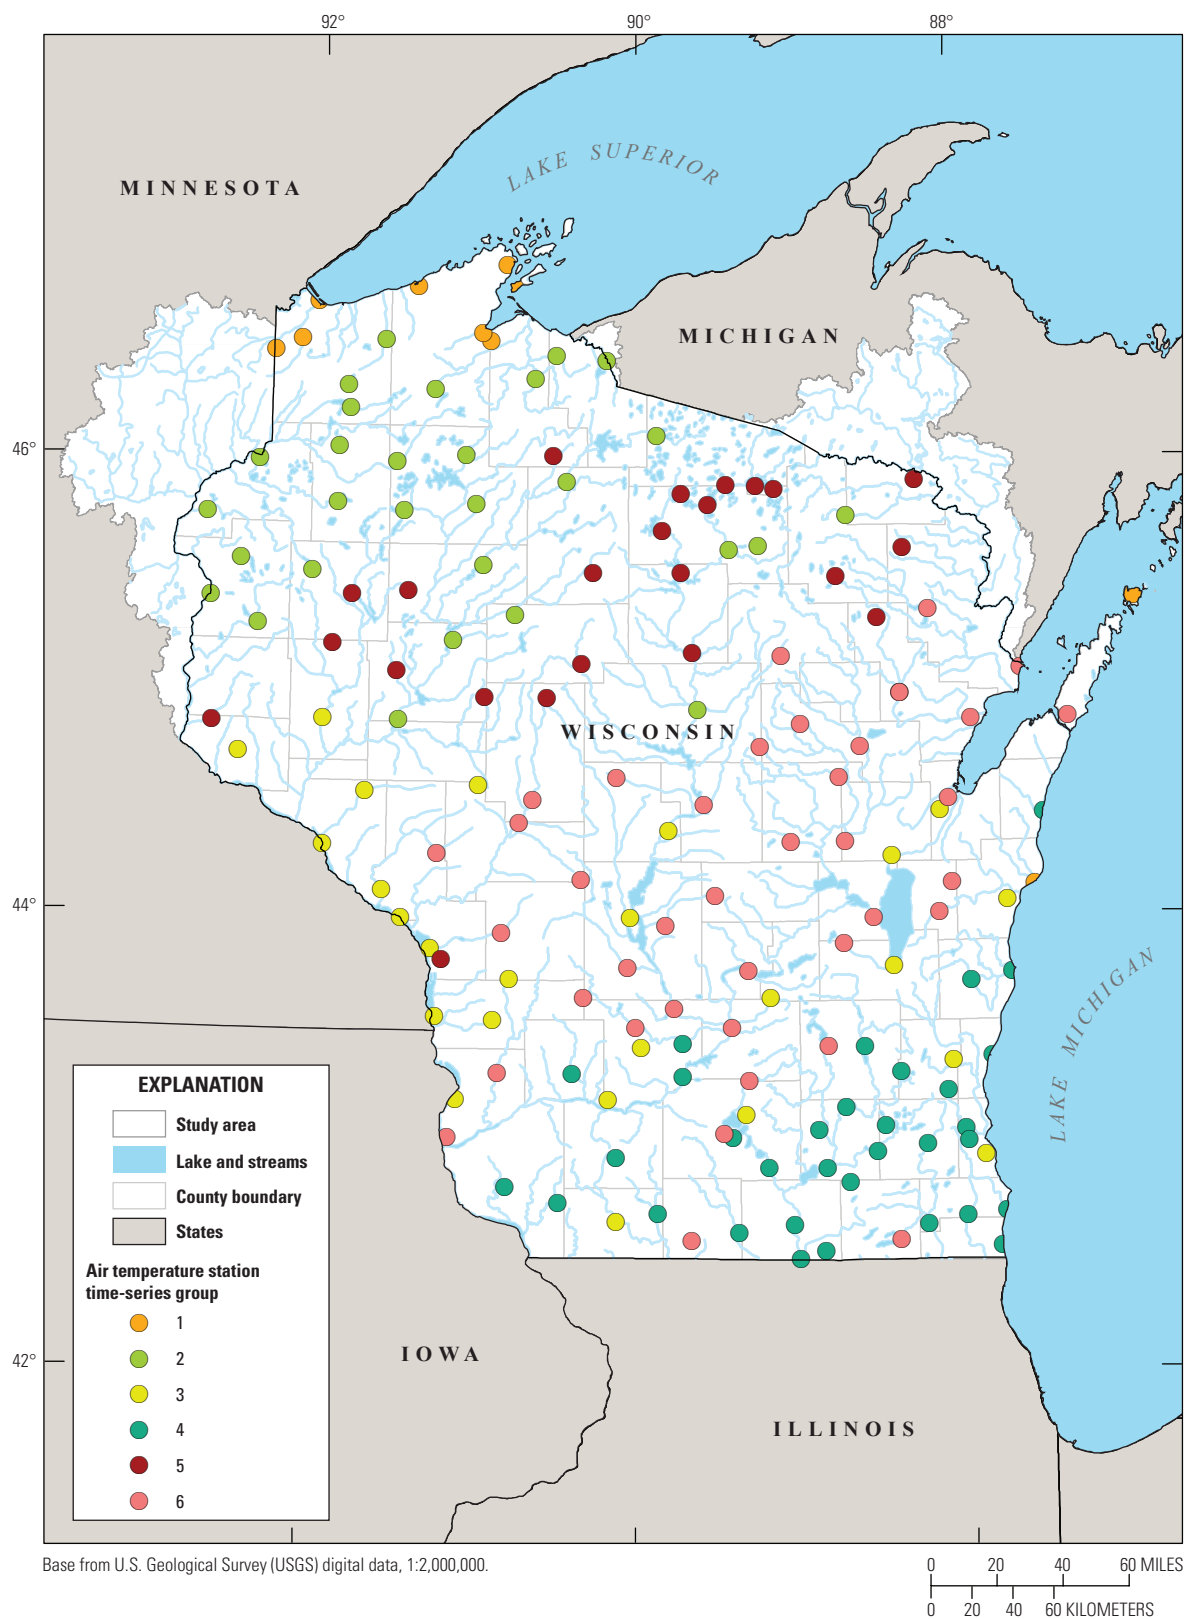 92° 90° 88°
LAKE SUPERIOR
MINNESOTA
MICHIGAN
46°
WISCONSIN
44°
LAKE MICHIGAN
EXPLANATION
Study area
Lake and streams
County boundary
States
Air temperature station
time-series group
1
2
3
4
5
6
42°
IOWA
ILLINOIS
Base from U.S. Geological Survey (USGS) digital data, 1:2,000,000.
0 20 40 60 MILES
0 20 40 60 KILOMETERS